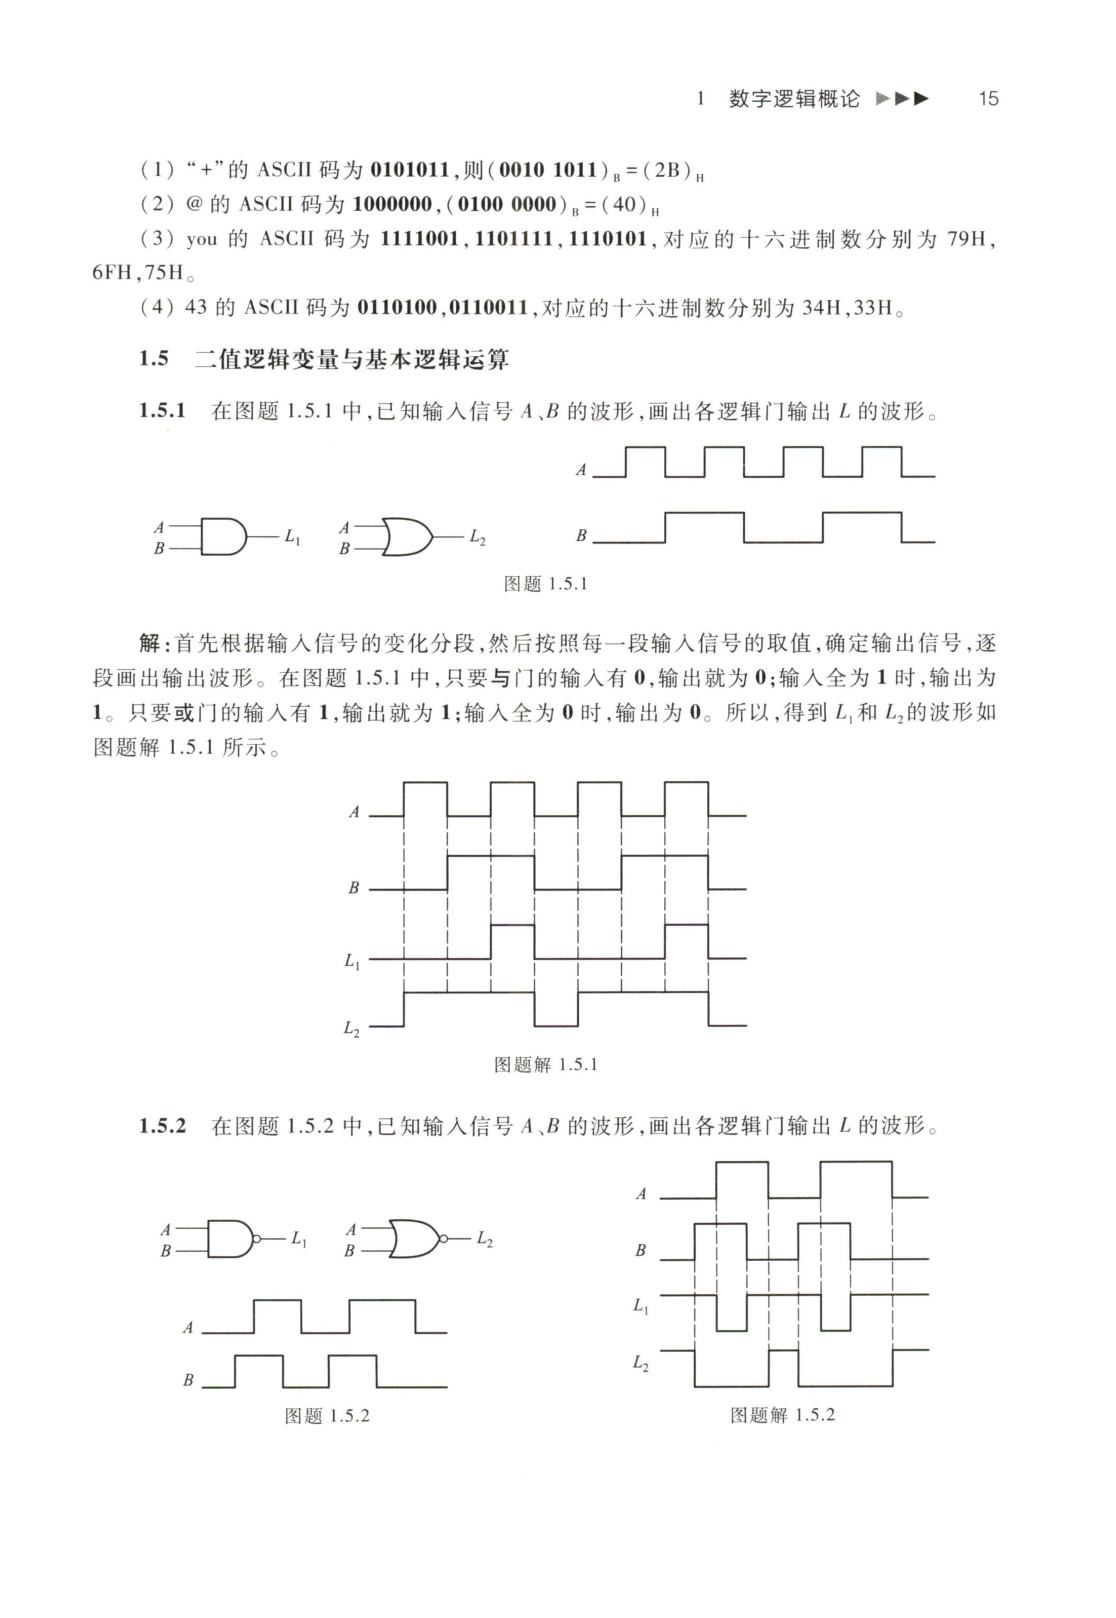 1 数字逻辑概论 ▶▶▶ 15
(1) “+”的 ASCII 码为 0101011,则(0010 1011)B=(2B)H
(2) @ 的 ASCII 码为 1000000,(0100 0000)B=(40)H
(3) you 的 ASCII 码为 1111001,1101111,1110101,对应的十六进制数分别为 79H,
6FH,75H。
(4) 43 的 ASCII 码为 0110100,0110011,对应的十六进制数分别为 34H,33H。
1.5 二值逻辑变量与基本逻辑运算
1.5.1 在图题 1.5.1 中,已知输入信号 A、B 的波形,画出各逻辑门输出 L 的波形。
A
A
B
L1
A
B
L2
B
图题 1.5.1
解:首先根据输入信号的变化分段,然后按照每一段输入信号的取值,确定输出信号,逐
段画出输出波形。在图题 1.5.1 中,只要与门的输入有 0,输出就为 0;输入全为 1 时,输出为
1。只要或门的输入有 1,输出就为 1;输入全为 0 时,输出为 0。所以,得到 L1和 L2的波形如
图题解 1.5.1 所示。
A
B
L1
L2
图题解 1.5.1
1.5.2 在图题 1.5.2 中,已知输入信号 A、B 的波形,画出各逻辑门输出 L 的波形。
A
B
L1
A
B
L2
A
B
图题 1.5.2
A
B
L1
L2
图题解 1.5.2